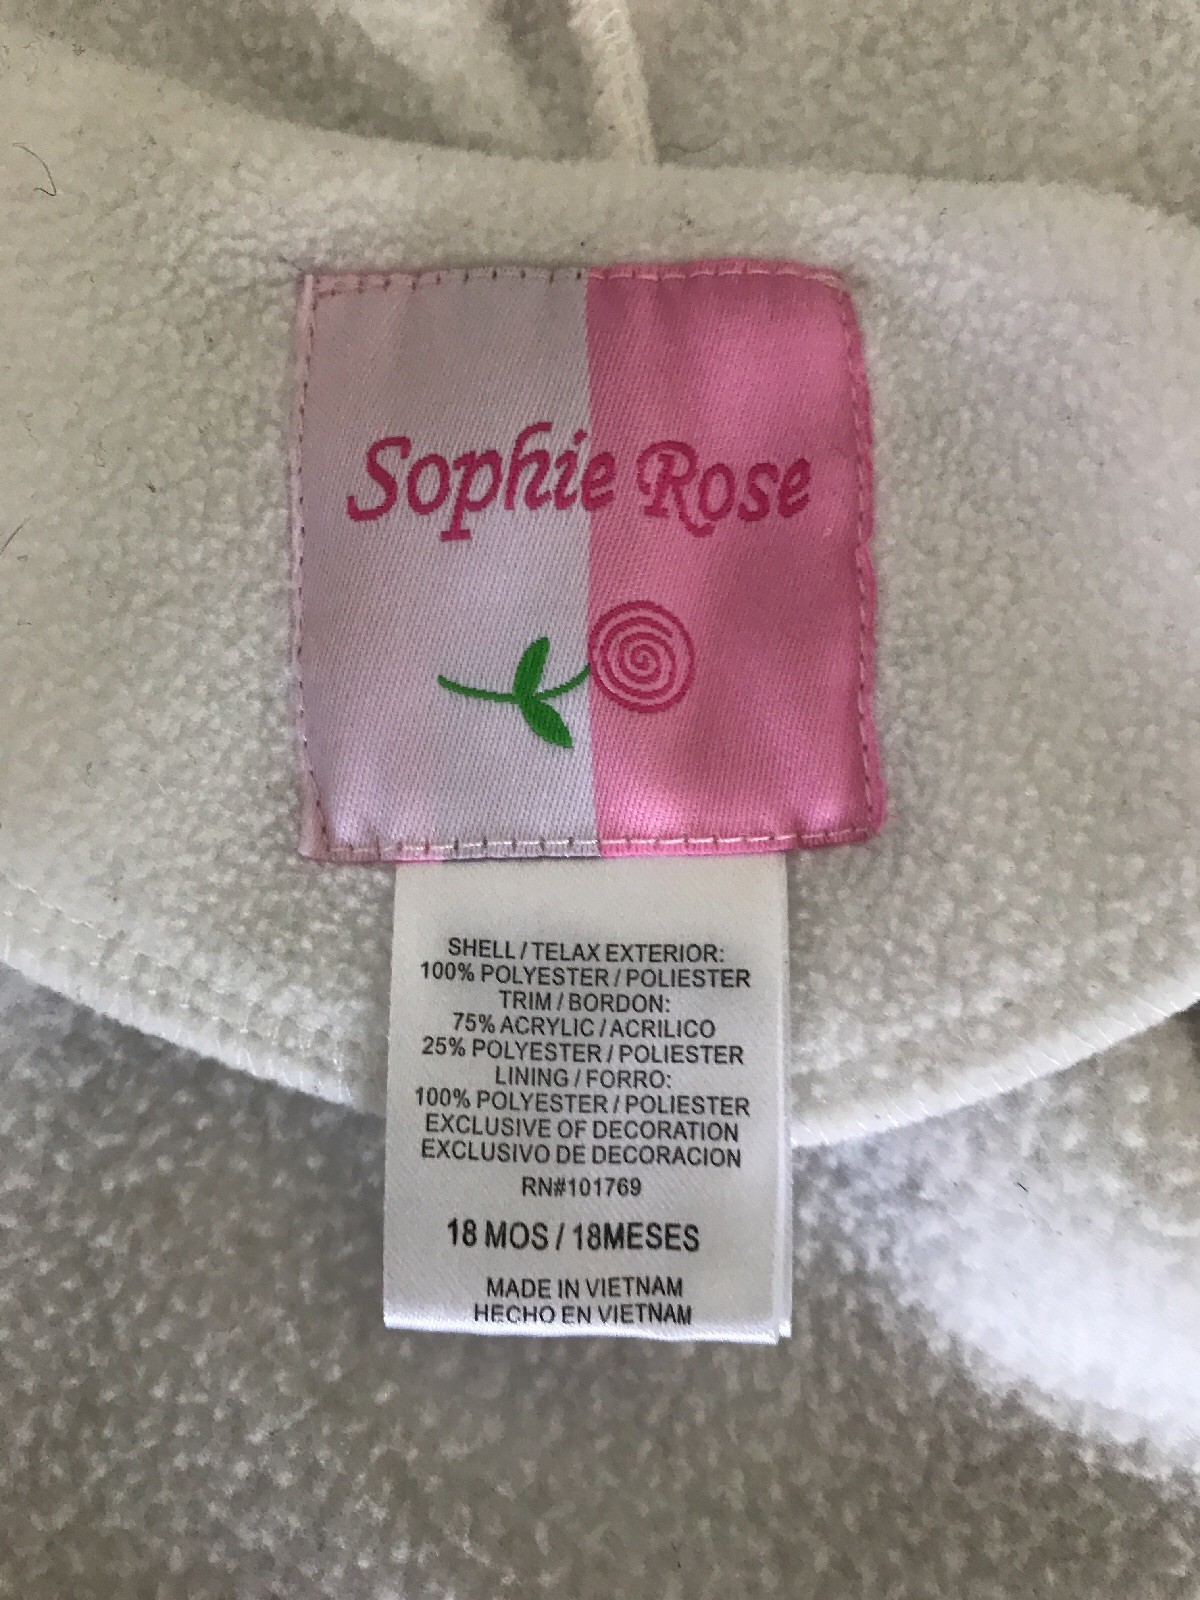 Sophie Rose
SHELL / TELAX EXTERIOR:
100% POLYESTER / POLIESTER
TRIM / BORDON:
75% ACRYLIC / ACRILICO
25% POLYESTER / POLIESTER
LINING / FORRO:
100% POLYESTER / POLIESTER
EXCLUSIVE OF DECORATION
EXCLUSIVO DE DECORACION
RN#101769
18 MOS / 18MESES
MADE IN VIETNAM
HECHO EN VIETNAM